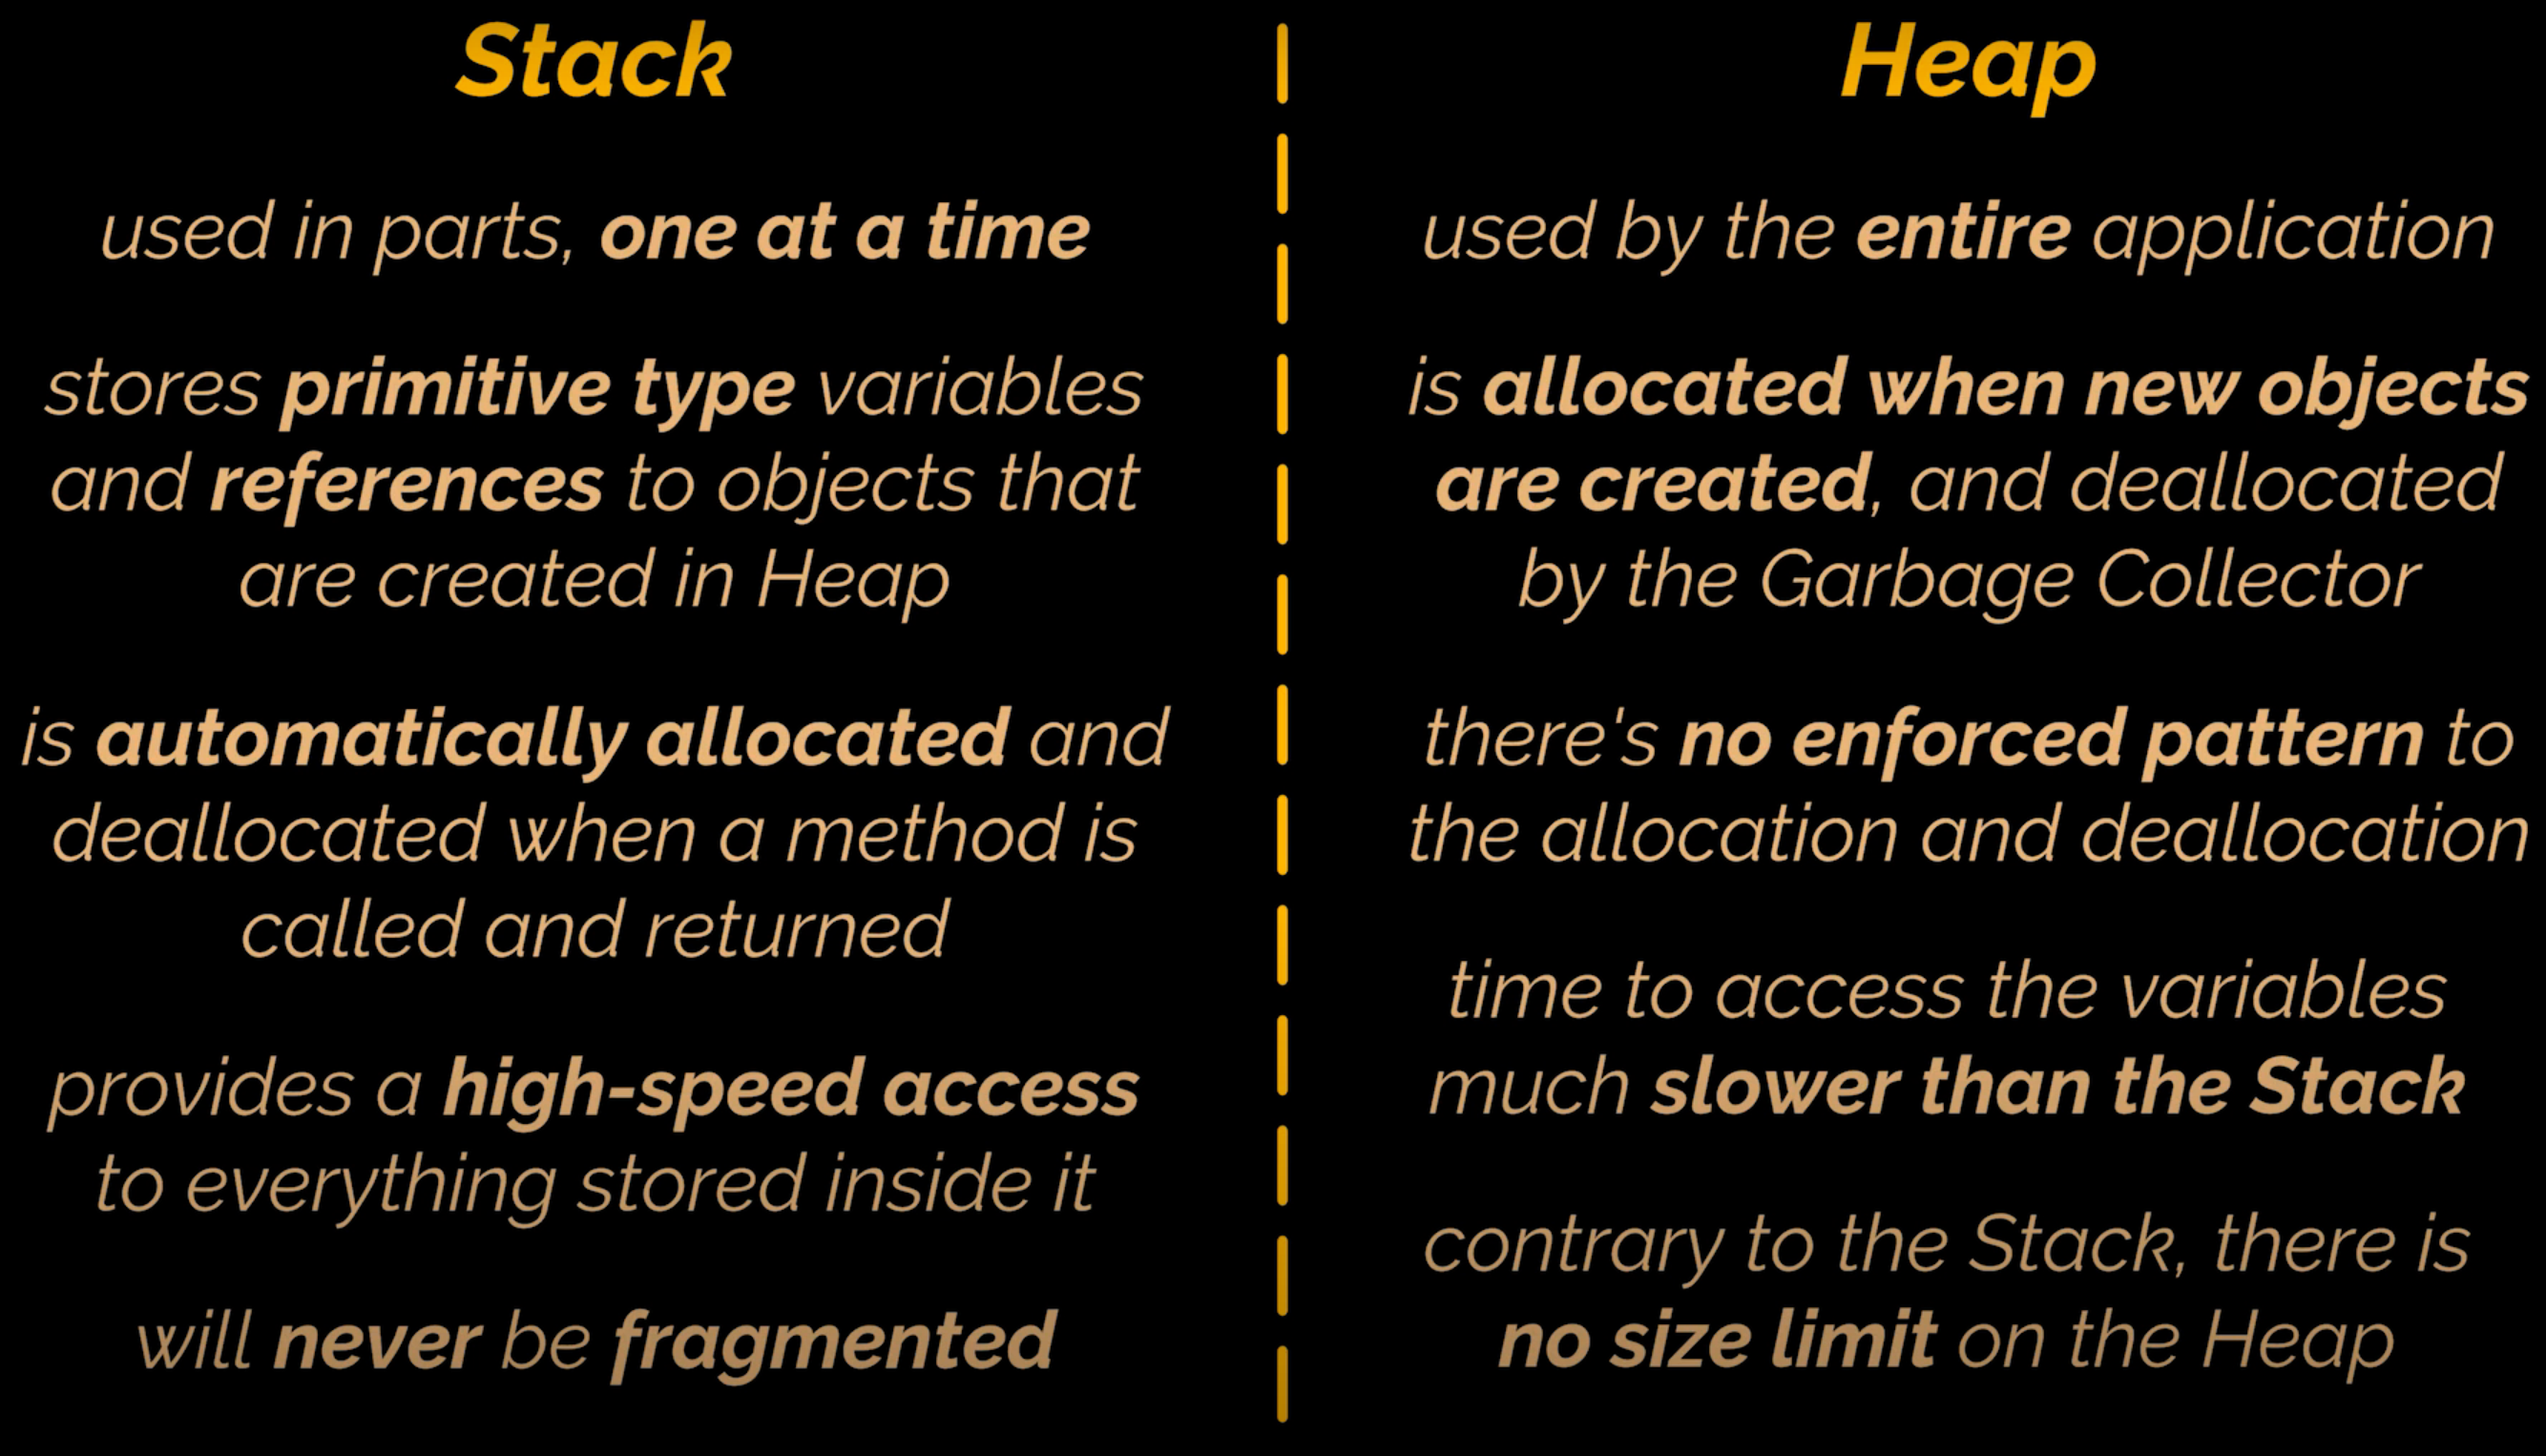 Stack
used in parts, one at a time
stores primitive type variables
and references to objects that
are created in Heap
is automatically allocated and
deallocated when a method is
called and returned
provides a high-speed access
to everything stored inside it
will never be fragmented
Heap
used by the entire application
is allocated when new objects
are created, and deallocated
by the Garbage Collector
there's no enforced pattern to
the allocation and deallocation
time to access the variables
much slower than the Stack
contrary to the Stack, there is
no size limit on the Heap